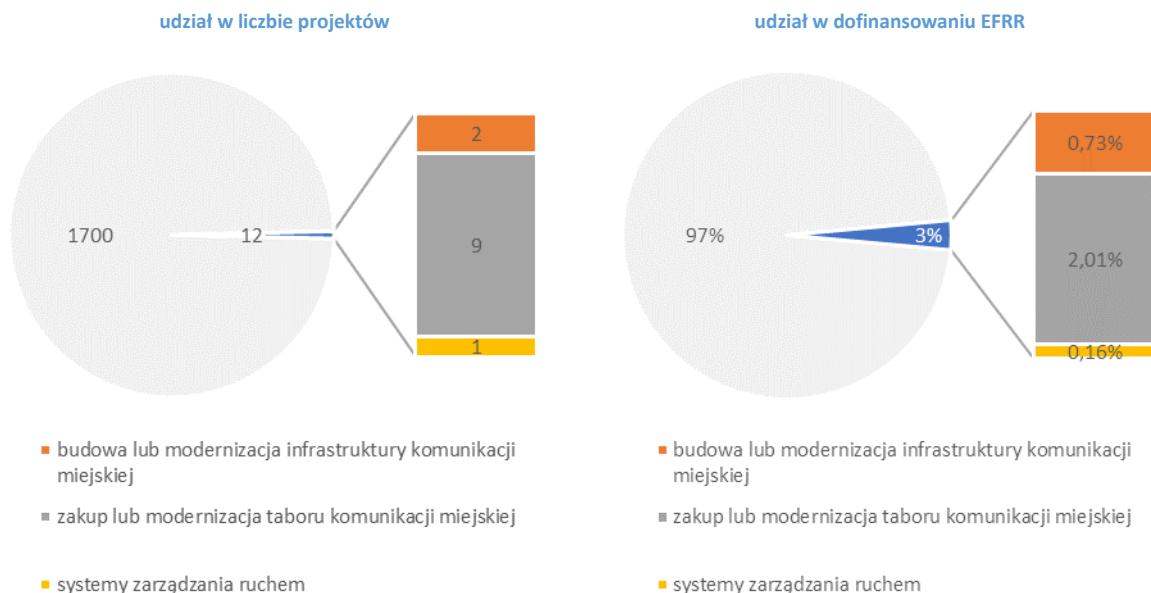 udział w liczbie projektów
1700
12
2
9
1
budowa lub modernizacja infrastruktury komunikacji
miejskiej
zakup lub modernizacja taboru komunikacji miejskiej
systemy zarządzania ruchem
udział w dofinansowaniu EFRR
97%
3%
0,73%
2,01%
0,16%
budowa lub modernizacja infrastruktury komunikacji
miejskiej
zakup lub modernizacja taboru komunikacji miejskiej
systemy zarządzania ruchem